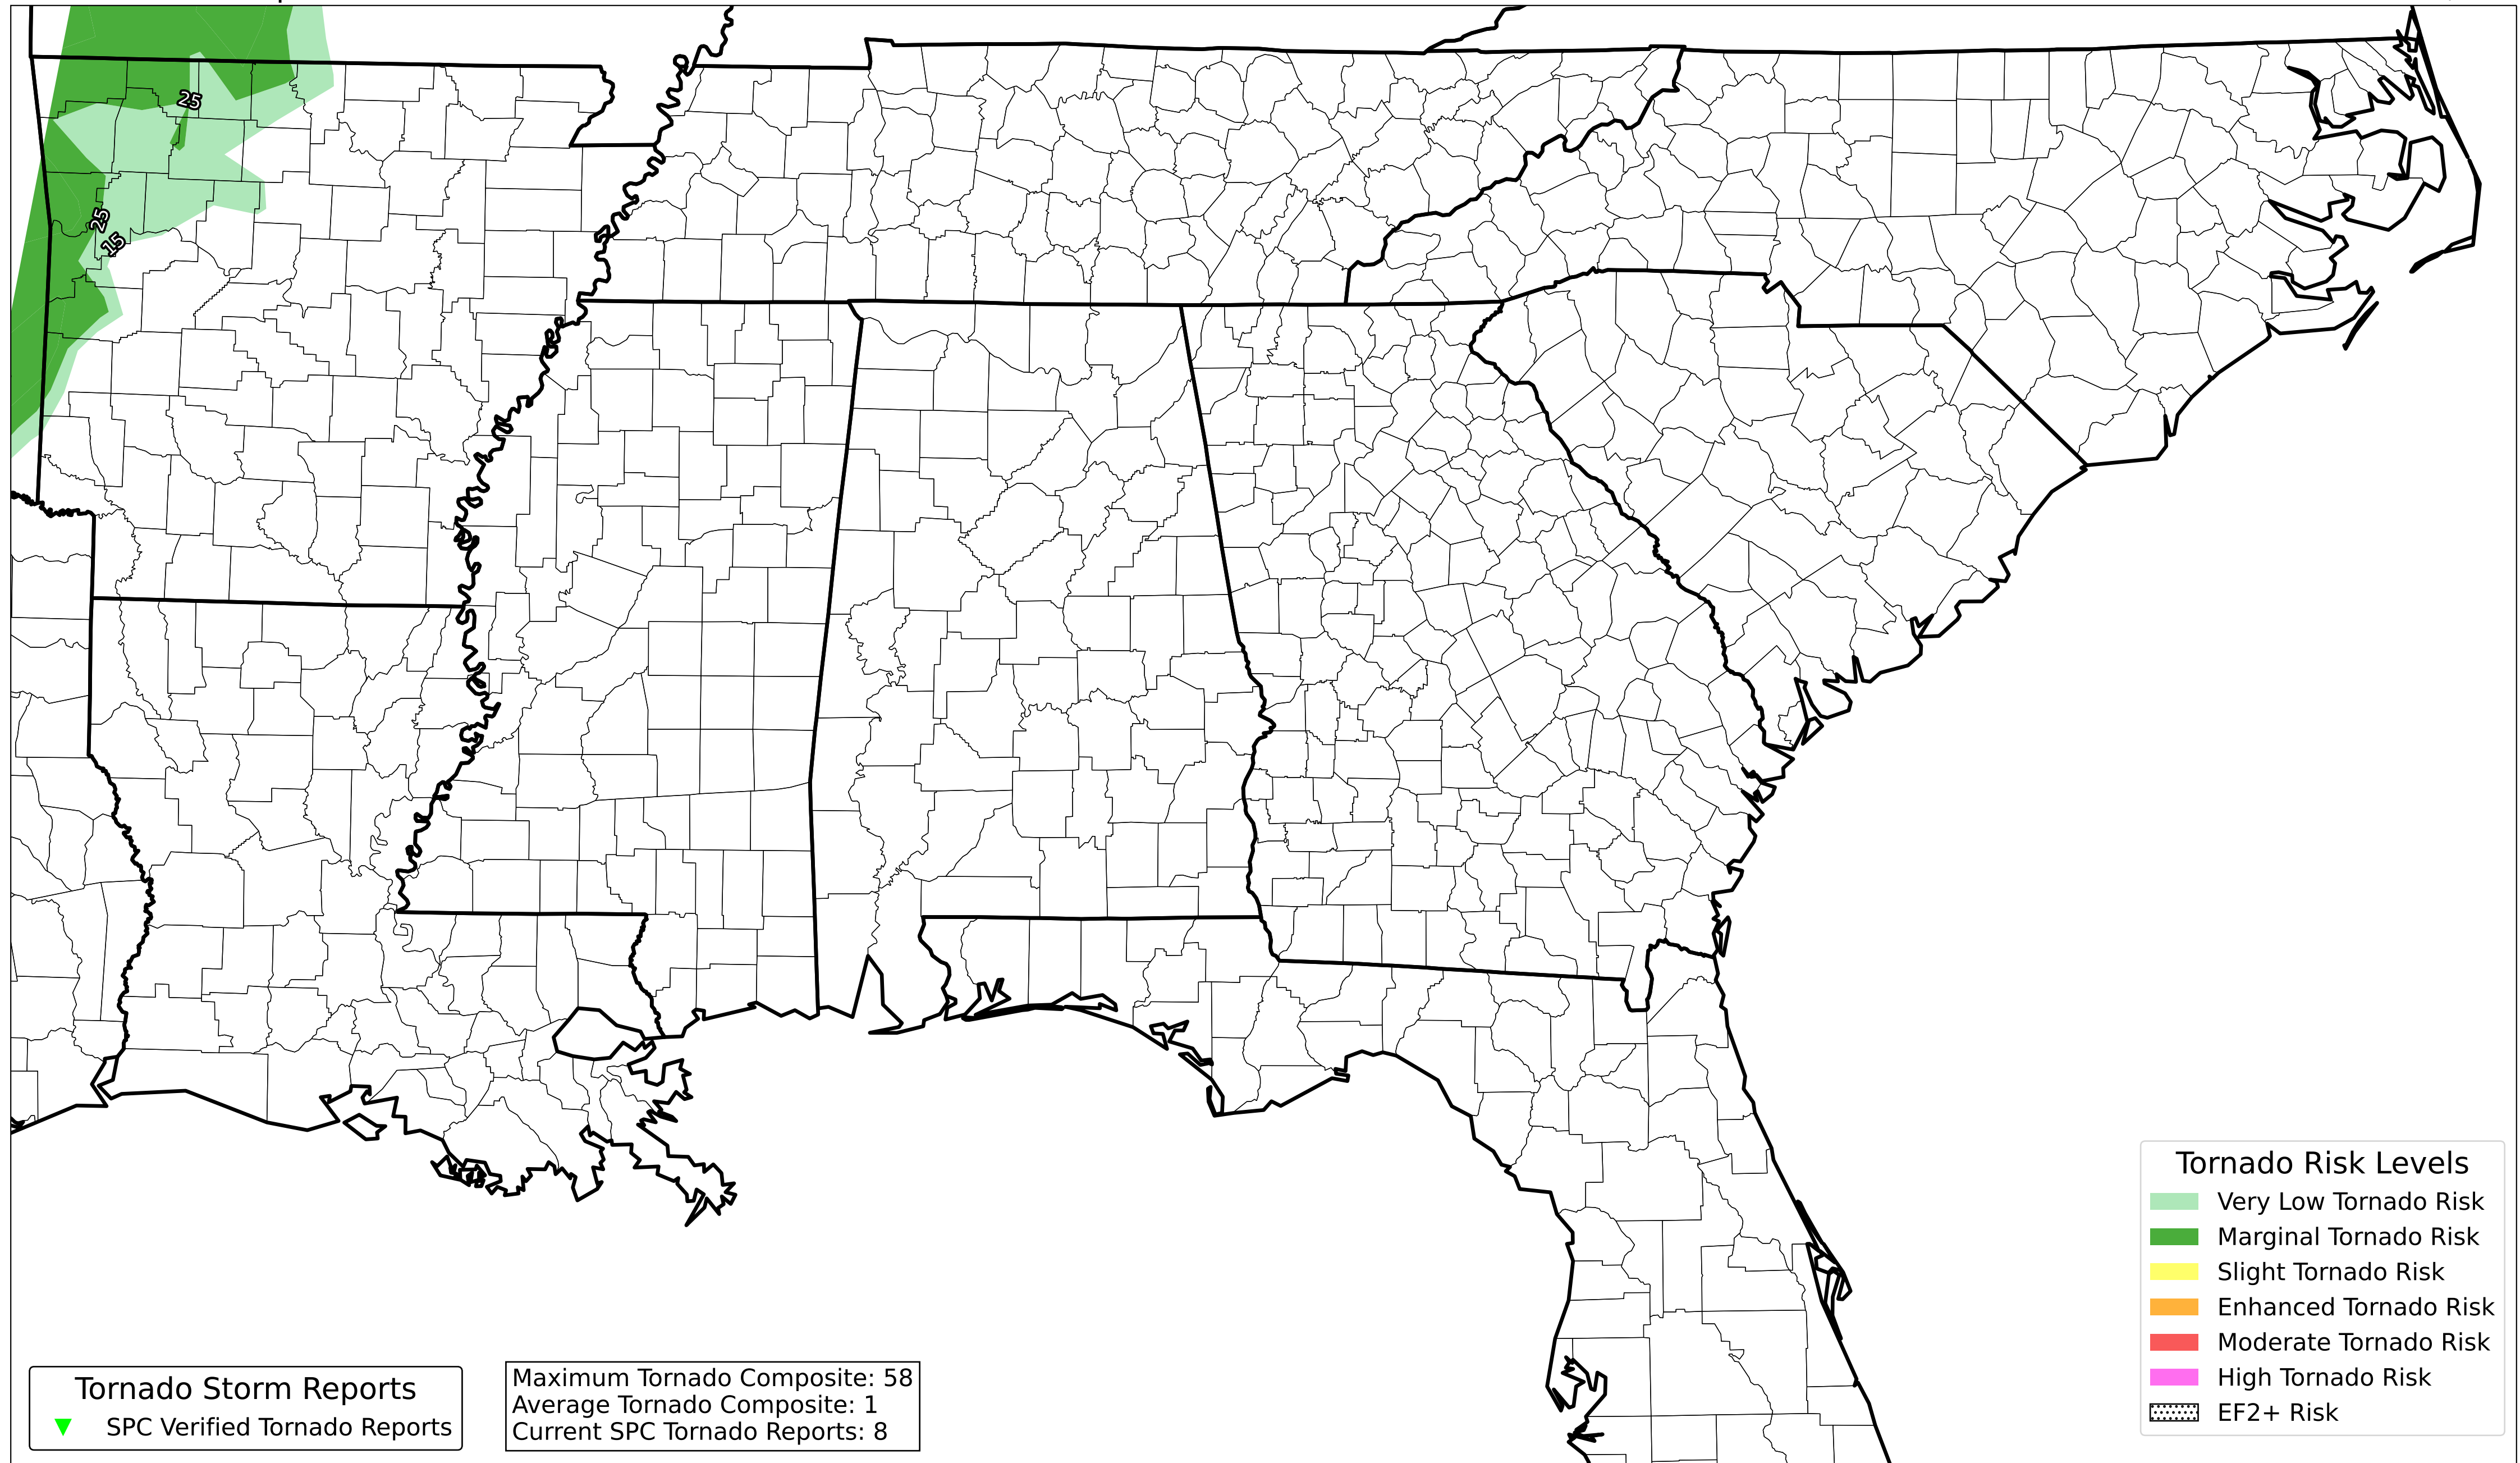 25
25
15
Tornado Risk Levels
Very Low Tornado Risk
Marginal Tornado Risk
Slight Tornado Risk
Enhanced Tornado Risk
Moderate Tornado Risk
High Tornado Risk
EF2+ Risk
Tornado Storm Reports
SPC Verified Tornado Reports
Maximum Tornado Composite: 58
Average Tornado Composite: 1
Current SPC Tornado Reports: 8